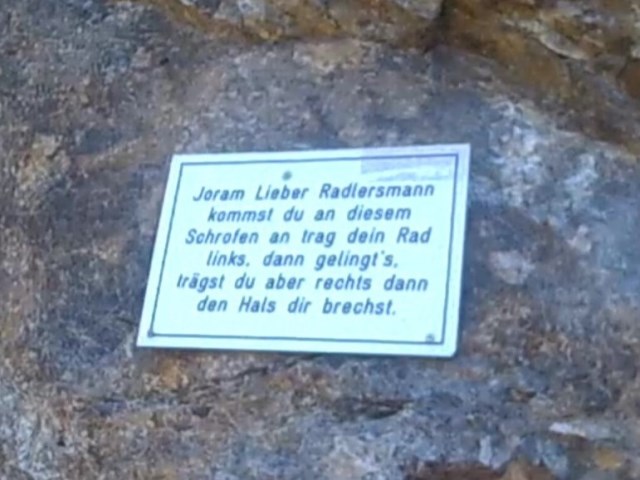 Joram Lieber Radlersmann
kommst du an diesem
Schrofen an trag dein Rad
links, dann gelingt's,
trägst du aber rechts dann
den Hals dir brechst.